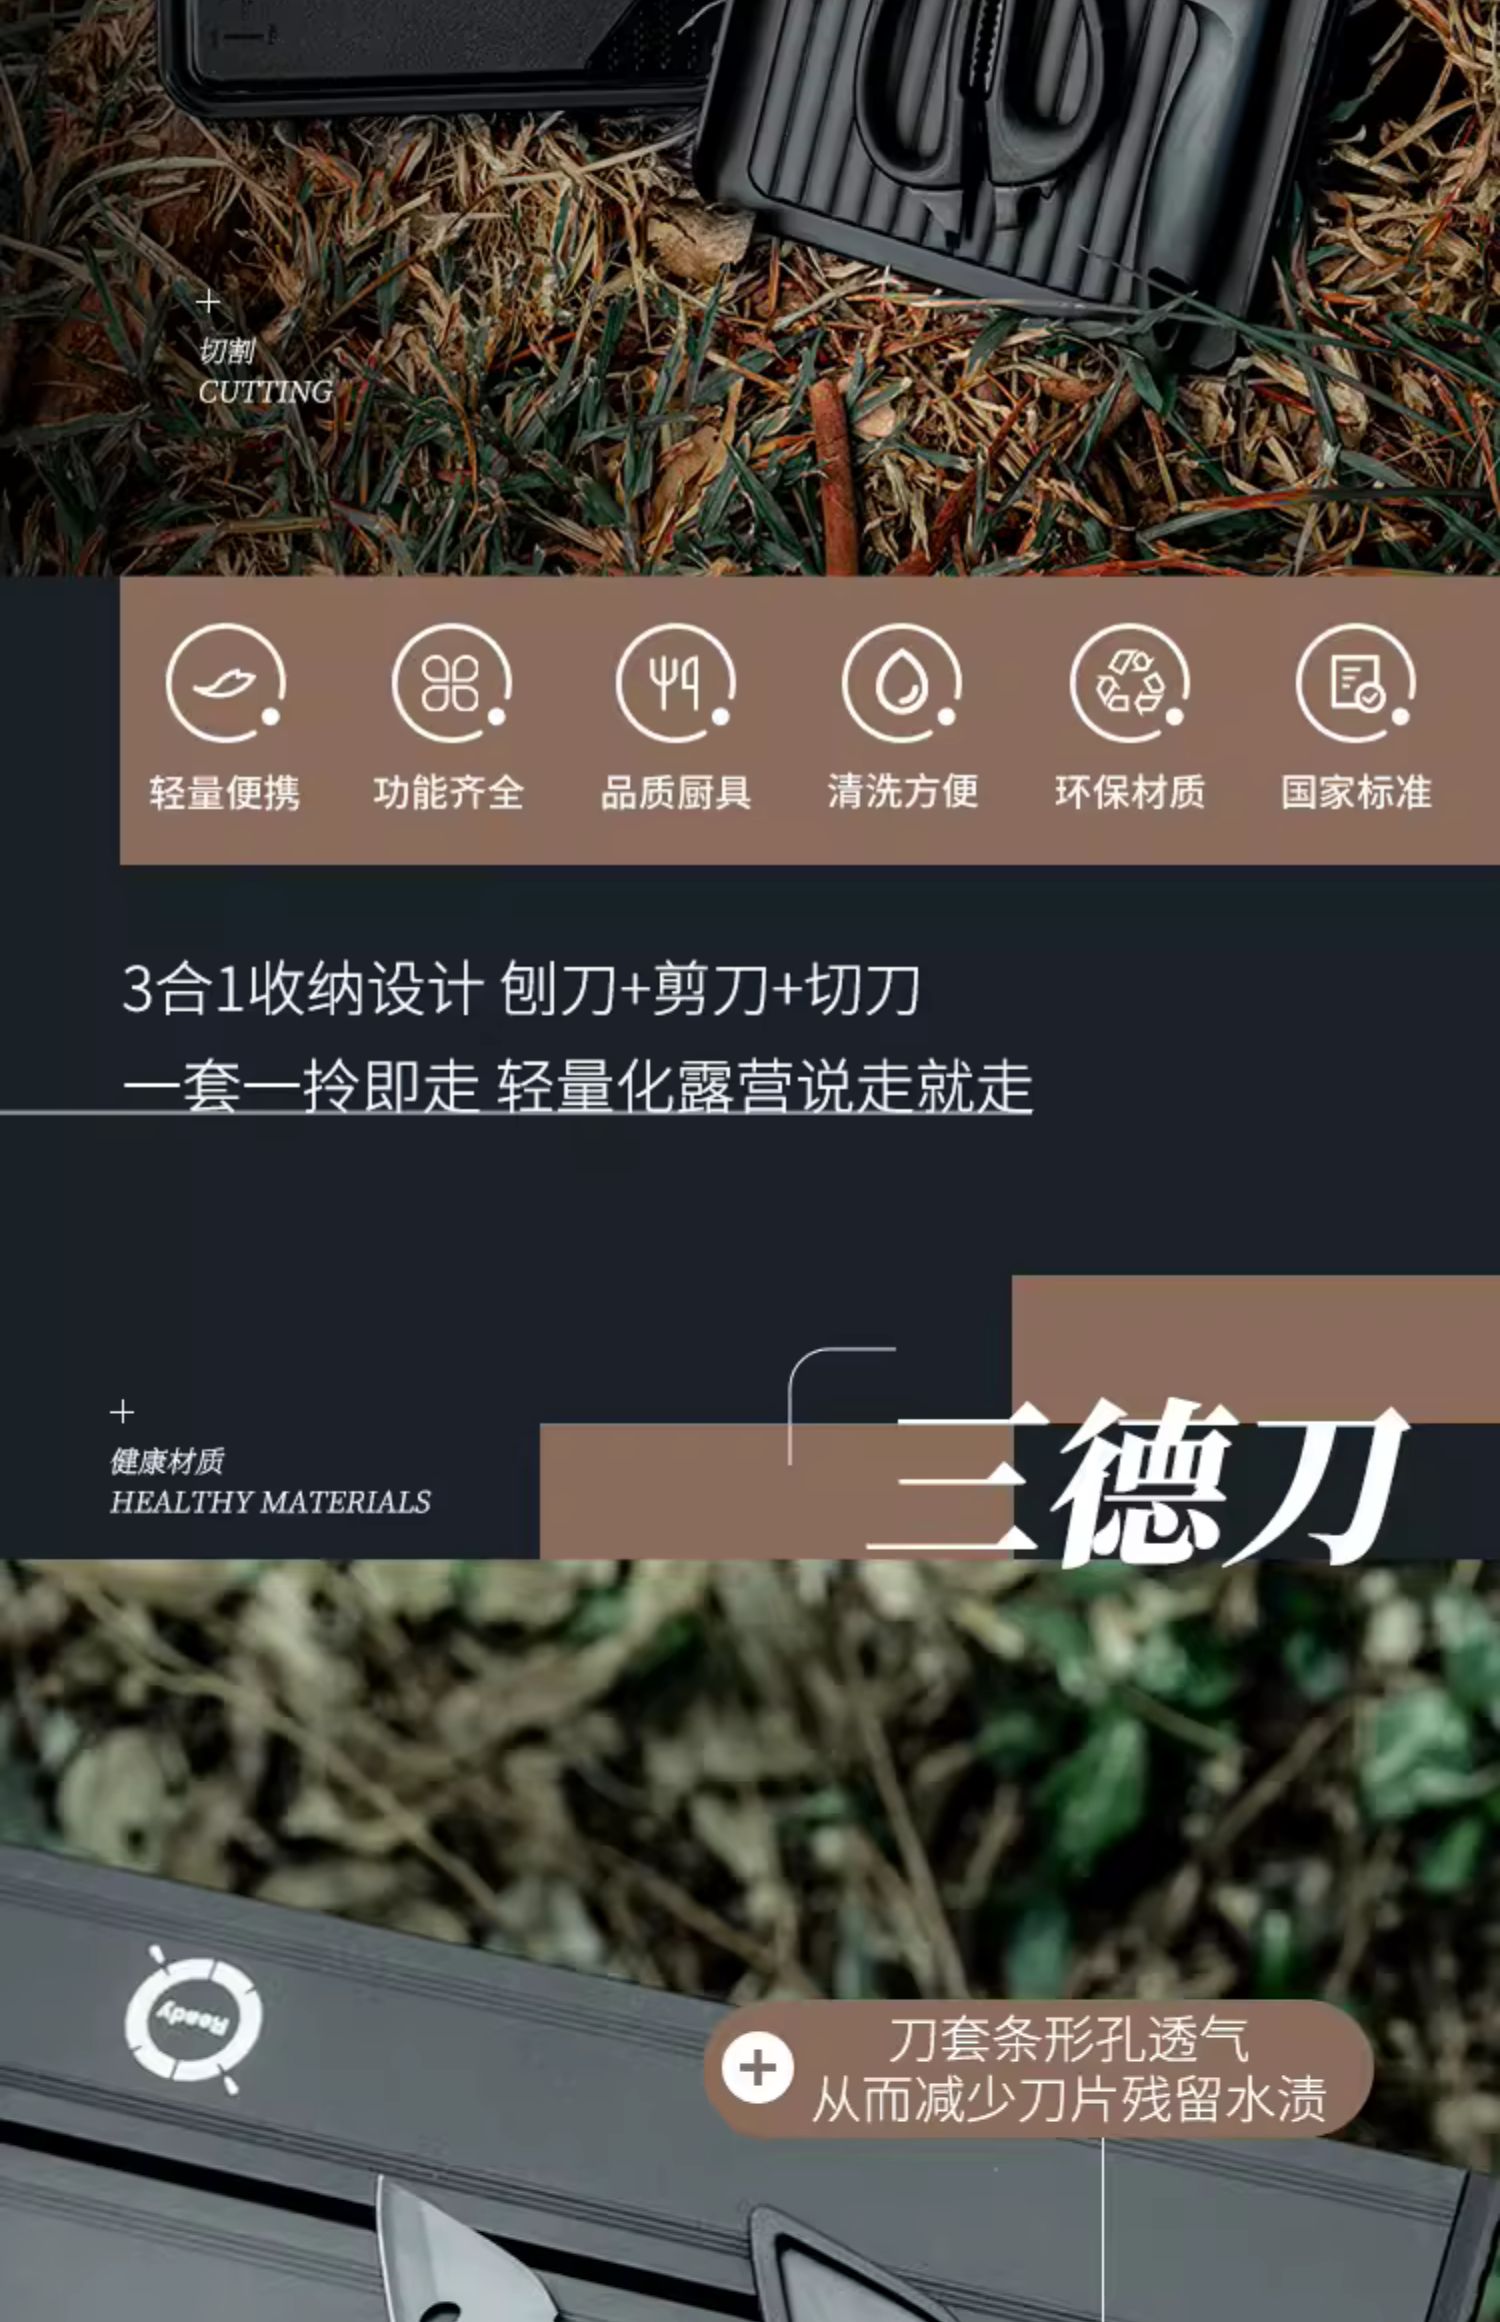 切割
CUTTING
轻量便携
功能齐全
品质厨具
清洗方便
环保材质
国家标准
3合1收纳设计 刨刀+剪刀+切刀
一套一拎即走 轻量化露营说走就走
三德刀
健康材质
HEALTHY MATERIALS
Ready
刀套条形孔透气
从而减少刀片残留水渍